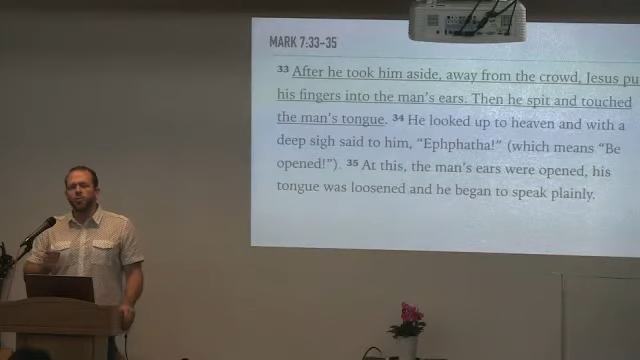 MARK 7:33-35
33 After he took him aside, away from the crowd, Jesus pu
his fingers into the man's ears. Then he spit and touched
the man's tongue. 34 He looked up to heaven and with a
deep sigh said to him, "Ephphatha!" (which means "Be
opened!"). 35 At this, the man's ears were opened, his
tongue was loosened and he began to speak plainly.